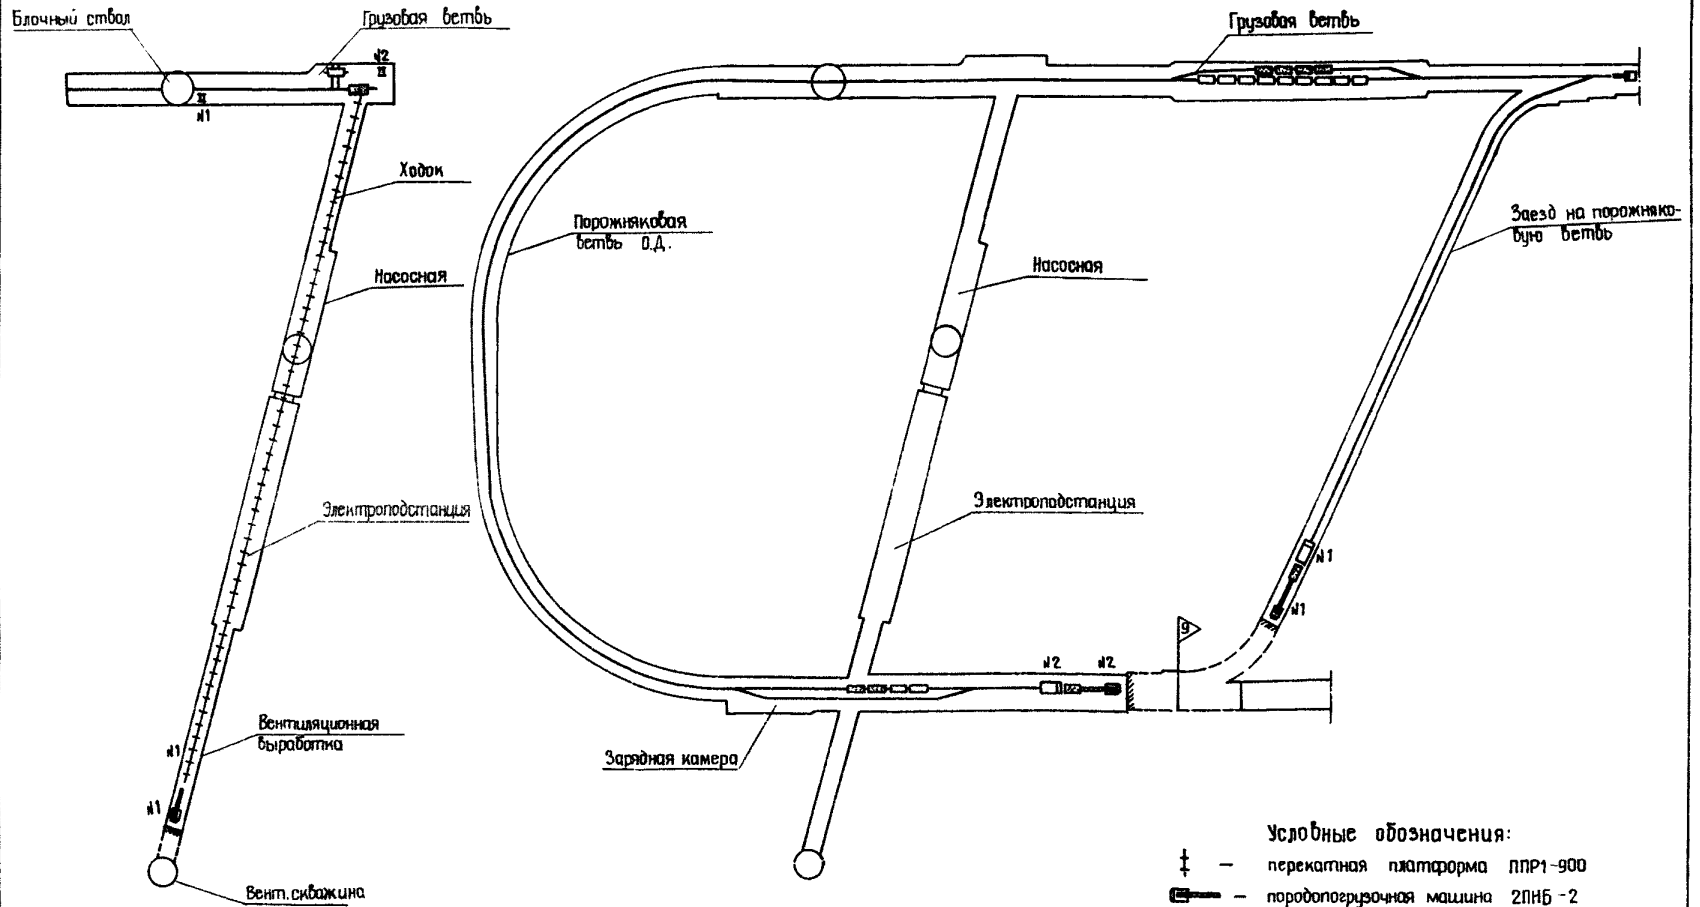 Блочный ствол
Грузовая ветвь
№2
№1
Ходок
Насосная
Электроподстанция
Вентиляционная
выработка
№1
№1
Вент.скважина
Грузовая ветвь
Порожняковая
ветвь О.Д.
Насосная
Заезд на порожняко-
вую ветвь
Электроподстанция
№1
№1
9
№2
№2
Зарядная камера
Условные обозначения:
— перекатная платформа ППР1-900
— породопогрузочная машина 2ПНБ-2